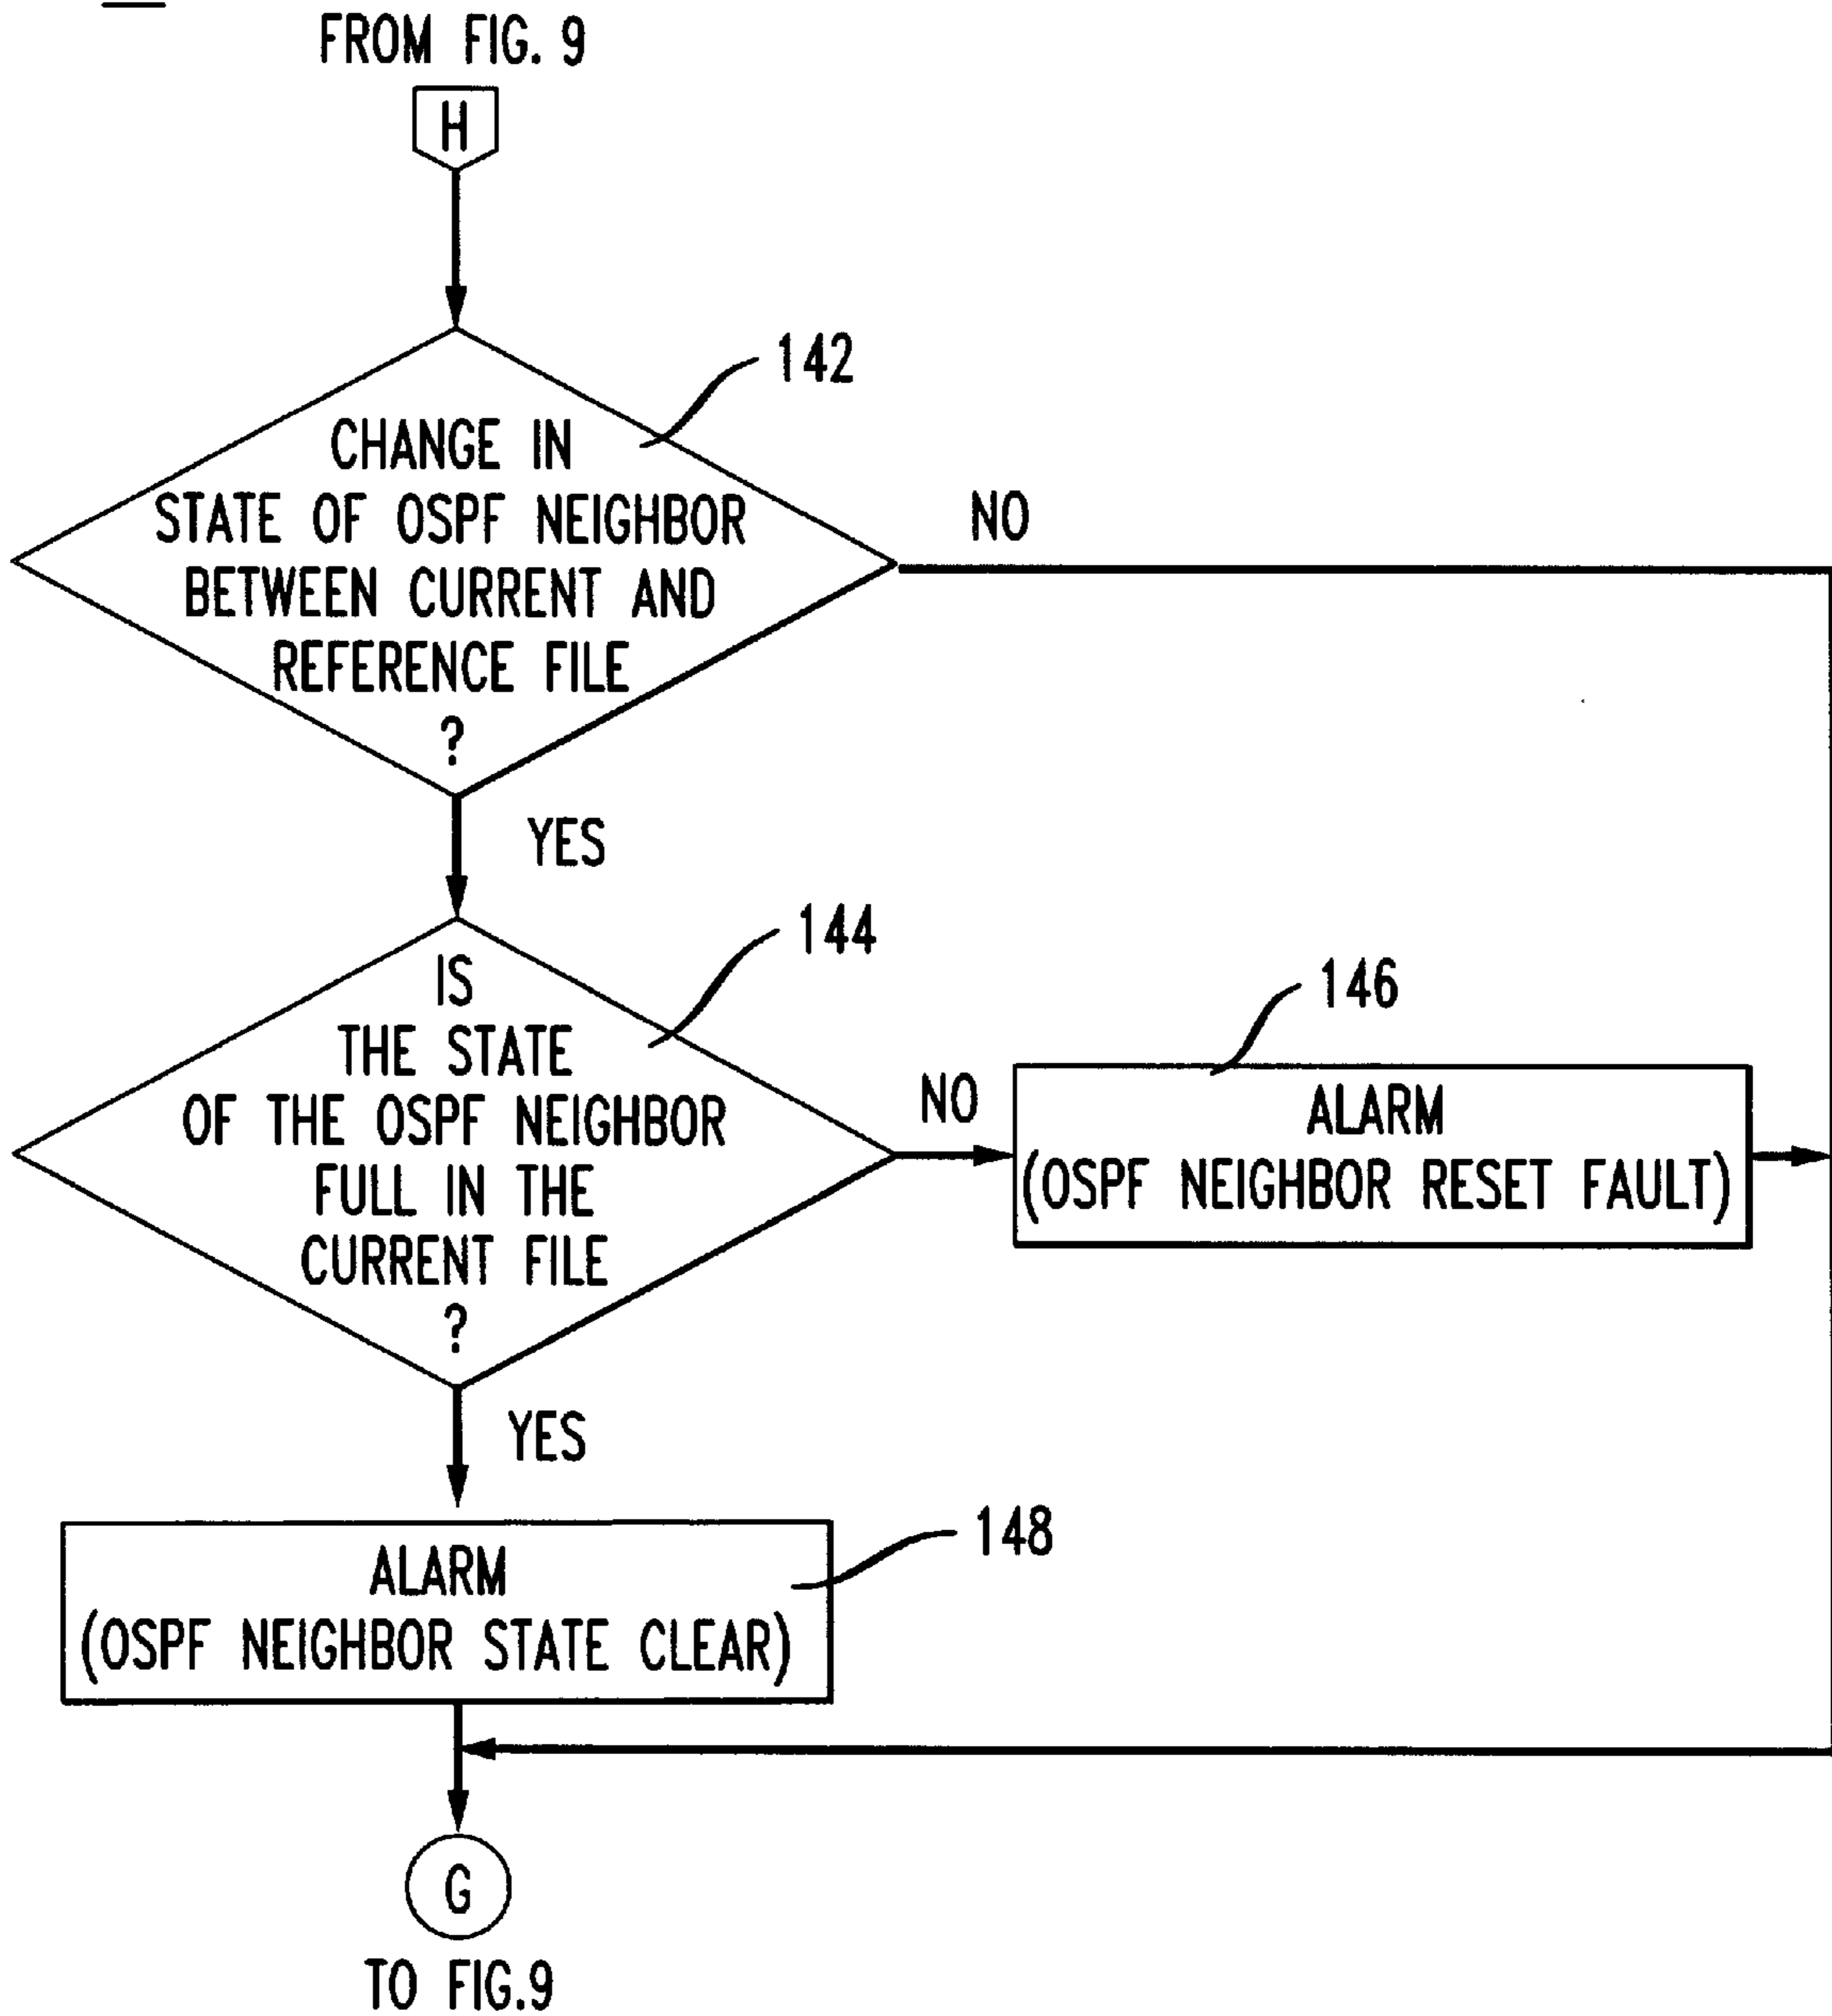 FROM FIG. 9
H
142
CHANGE IN
STATE OF OSPF NEIGHBOR
BETWEEN CURRENT AND
REFERENCE FILE
?
NO
YES
144
IS
THE STATE
OF THE OSPF NEIGHBOR
FULL IN THE
CURRENT FILE
?
NO
146
ALARM
(OSPF NEIGHBOR RESET FAULT)
YES
148
ALARM
(OSPF NEIGHBOR STATE CLEAR)
G
TO FIG.9